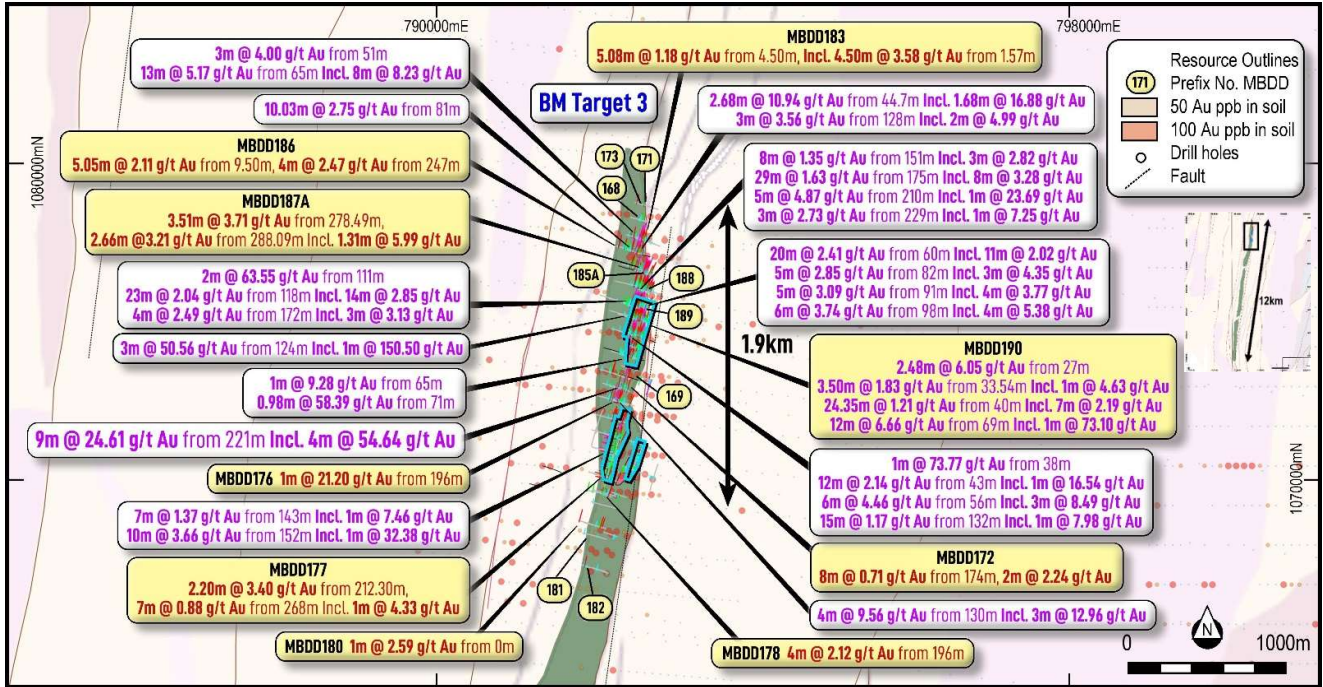 790000mE
798000mE
1080000mN
1070000mN
3m @ 4.00 g/t Au from 51m
13m @ 5.17 g/t Au from 65m Incl. 8m @ 8.23 g/t Au
10.03m @ 2.75 g/t Au from 81m
MBDD186
5.05m @ 2.11 g/t Au from 9.50m, 4m @ 2.47 g/t Au from 247m
MBDD187A
3.51m @ 3.71 g/t Au from 278.49m,
2.66m @3.21 g/t Au from 288.09m Incl. 1.31m @ 5.99 g/t Au
2m @ 63.55 g/t Au from 111m
23m @ 2.04 g/t Au from 118m Incl. 14m @ 2.85 g/t Au
4m @ 2.49 g/t Au from 172m Incl. 3m @ 3.13 g/t Au
3m @ 50.56 g/t Au from 124m Incl. 1m @ 150.50 g/t Au
1m @ 9.28 g/t Au from 65m
0.98m @ 58.39 g/t Au from 71m
9m @ 24.61 g/t Au from 221m Incl. 4m @ 54.64 g/t Au
MBDD176 1m @ 21.20 g/t Au from 196m
7m @ 1.37 g/t Au from 143m Incl. 1m @ 7.46 g/t Au
10m @ 3.66 g/t Au from 152m Incl. 1m @ 32.38 g/t Au
MBDD177
2.20m @ 3.40 g/t Au from 212.30m,
7m @ 0.88 g/t Au from 268m Incl. 1m @ 4.33 g/t Au
MBDD180 1m @ 2.59 g/t Au from 0m
BM Target 3
173
171
168
185A
188
189
169
181
182
1.9km
MBDD183
5.08m @ 1.18 g/t Au from 4.50m, Incl. 4.50m @ 3.58 g/t Au from 1.57m
2.68m @ 10.94 g/t Au from 44.7m Incl. 1.68m @ 16.88 g/t Au
3m @ 3.56 g/t Au from 128m Incl. 2m @ 4.99 g/t Au
8m @ 1.35 g/t Au from 151m Incl. 3m @ 2.82 g/t Au
29m @ 1.63 g/t Au from 175m Incl. 8m @ 3.28 g/t Au
5m @ 4.87 g/t Au from 210m Incl. 1m @ 23.69 g/t Au
3m @ 2.73 g/t Au from 229m Incl. 1m @ 7.25 g/t Au
20m @ 2.41 g/t Au from 60m Incl. 11m @ 2.02 g/t Au
5m @ 2.85 g/t Au from 82m Incl. 3m @ 4.35 g/t Au
5m @ 3.09 g/t Au from 91m Incl. 4m @ 3.77 g/t Au
6m @ 3.74 g/t Au from 98m Incl. 4m @ 5.38 g/t Au
MBDD190
2.48m @ 6.05 g/t Au from 27m
3.50m @ 1.83 g/t Au from 33.54m Incl. 1m @ 4.63 g/t Au
24.35m @ 1.21 g/t Au from 40m Incl. 7m @ 2.19 g/t Au
12m @ 6.66 g/t Au from 69m Incl. 1m @ 73.10 g/t Au
1m @ 73.77 g/t Au from 38m
12m @ 2.14 g/t Au from 43m Incl. 1m @ 16.54 g/t Au
6m @ 4.46 g/t Au from 56m Incl. 3m @ 8.49 g/t Au
15m @ 1.17 g/t Au from 132m Incl. 1m @ 7.98 g/t Au
MBDD172
8m @ 0.71 g/t Au from 174m, 2m @ 2.24 g/t Au
4m @ 9.56 g/t Au from 130m Incl. 3m @ 12.96 g/t Au
MBDD178 4m @ 2.12 g/t Au from 196m
Resource Outlines
171 Prefix No. MBDD
50 Au ppb in soil
100 Au ppb in soil
Drill holes
Fault
12km
N
0
1000m